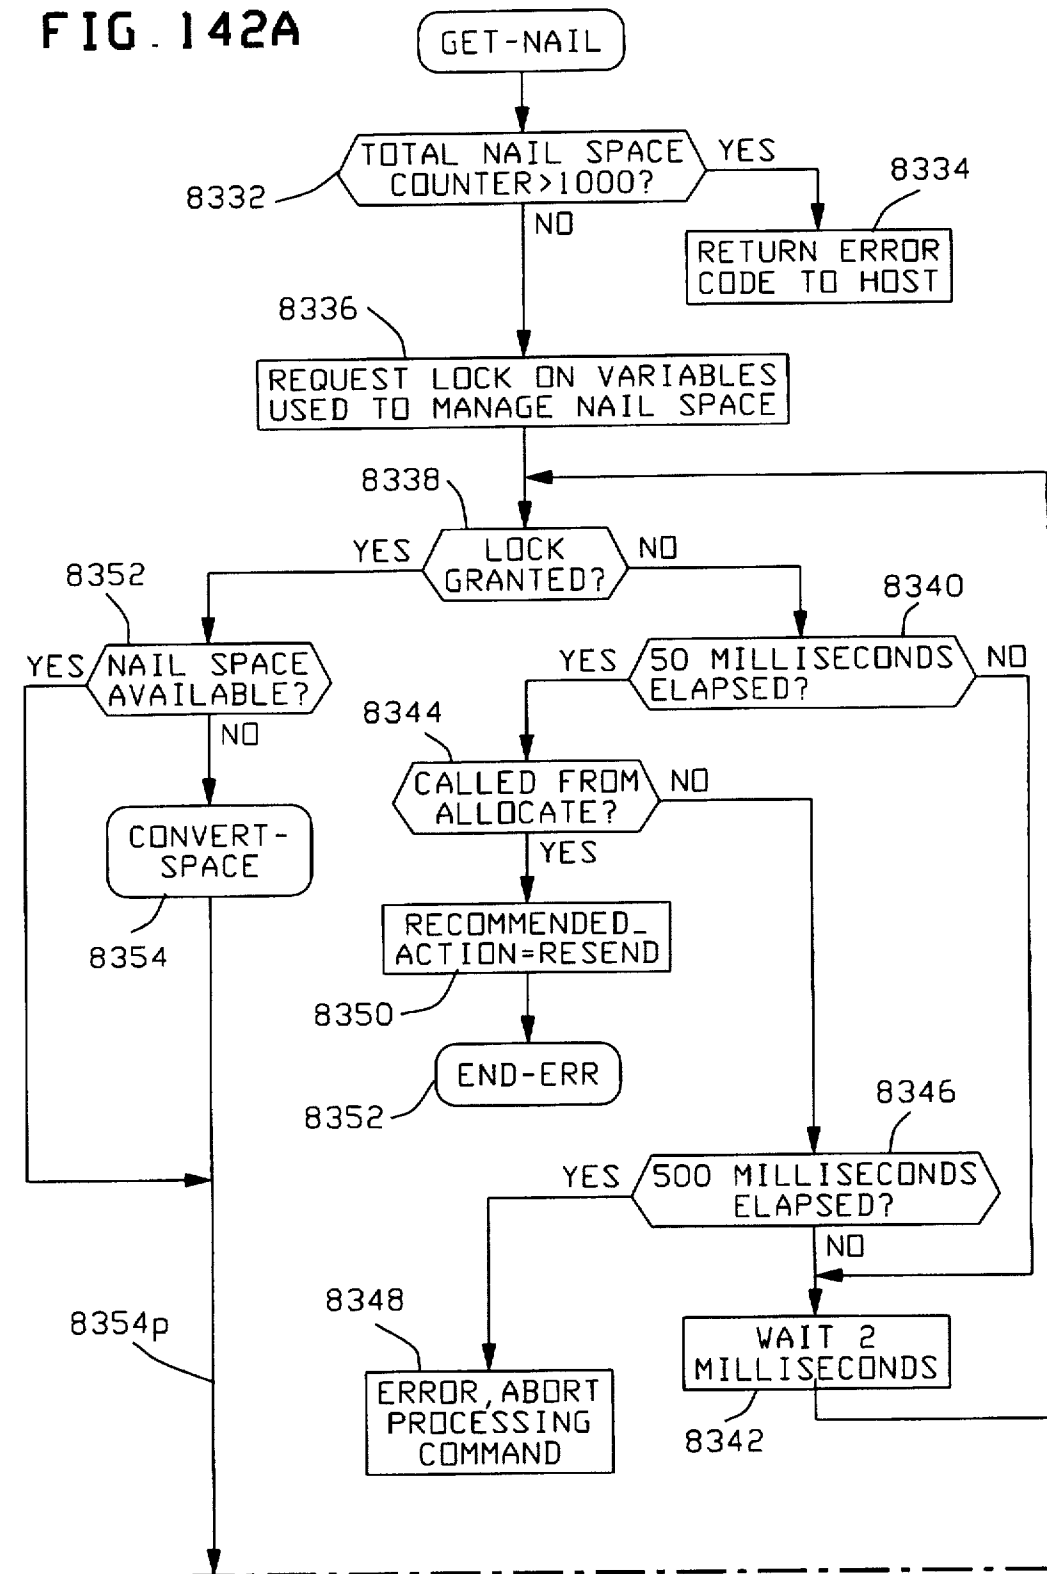 FIG. 142A
GET-NAIL
TOTAL NAIL SPACE
COUNTER>1000?
YES
8332
8334
NO
RETURN ERROR
CODE TO HOST
8336
REQUEST LOCK ON VARIABLES
USED TO MANAGE NAIL SPACE
8338
YES
LOCK
GRANTED?
NO
8352
8340
YES
NAIL SPACE
AVAILABLE?
YES
50 MILLISECONDS
ELAPSED?
NO
NO
8344
CALLED FROM
ALLOCATE?
NO
CONVERT-
SPACE
YES
8354
RECOMMENDED_
ACTION=RESEND
8350
END-ERR
8352
8346
YES
500 MILLISECONDS
ELAPSED?
NO
8354p
8348
WAIT 2
MILLISECONDS
ERROR, ABORT
PROCESSING
COMMAND
8342